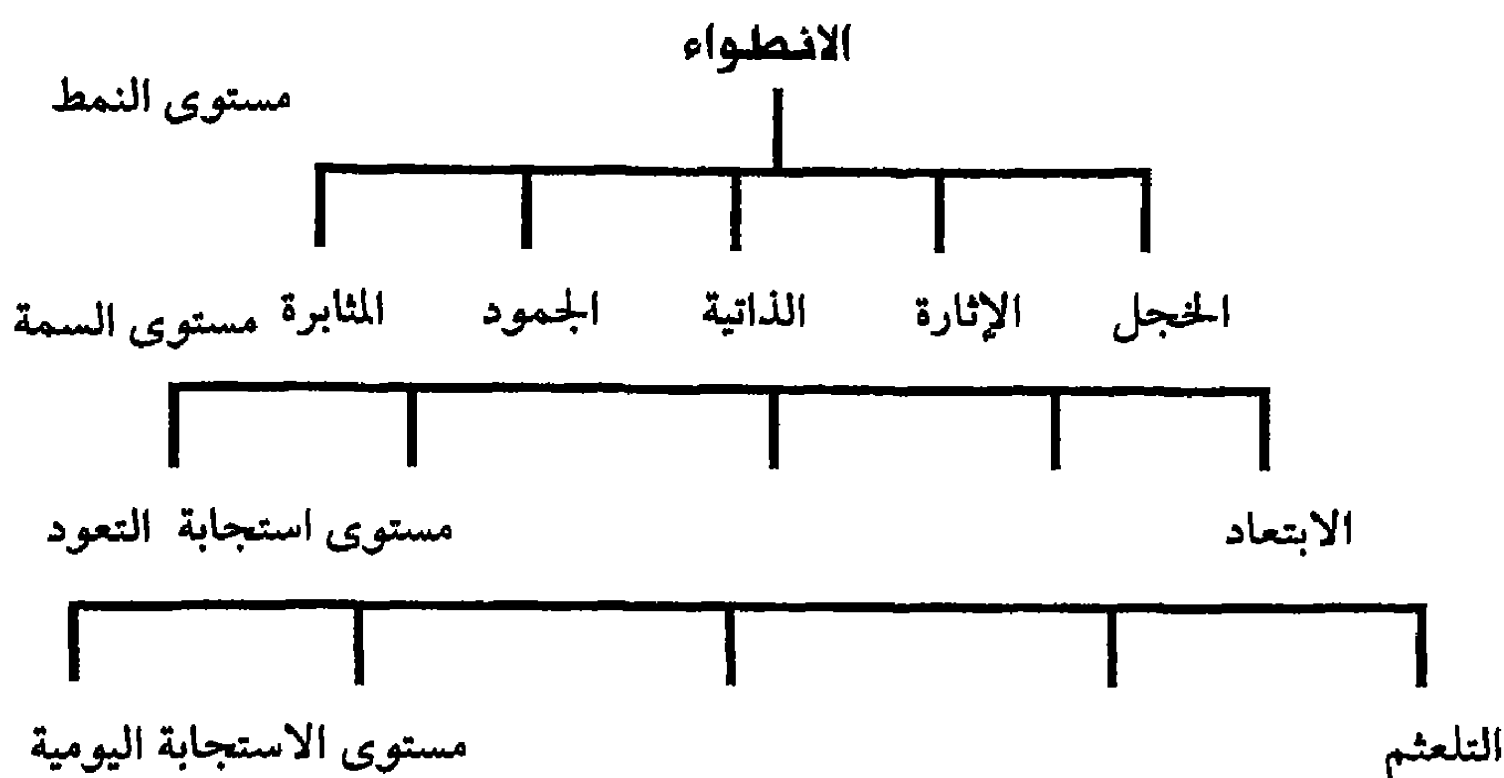 الانطواء
مستوى النمط
الخجل الإثارة الذاتية الجمود المثابرة مستوى السمة
الابتعاد مستوى استجابة التعود
التلعثم مستوى الاستجابة اليومية